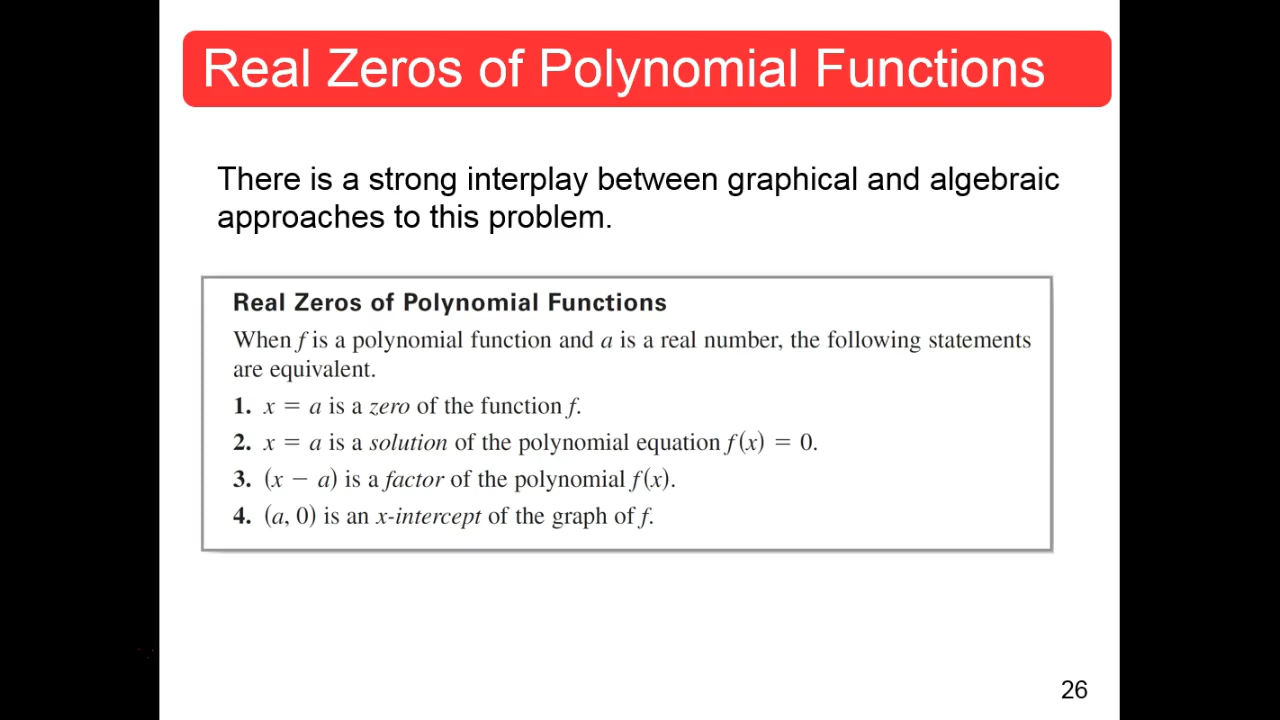 Real Zeros of Polynomial Functions
There is a strong interplay between graphical and algebraic
approaches to this problem.
Real Zeros of Polynomial Functions
When f is a polynomial function and a is a real number, the following statements
are equivalent.
1. x = a is a zero of the function f.
2. x = a is a solution of the polynomial equation f(x) = 0.
3. (x − a) is a factor of the polynomial f(x).
4. (a, 0) is an x-intercept of the graph of f.
26